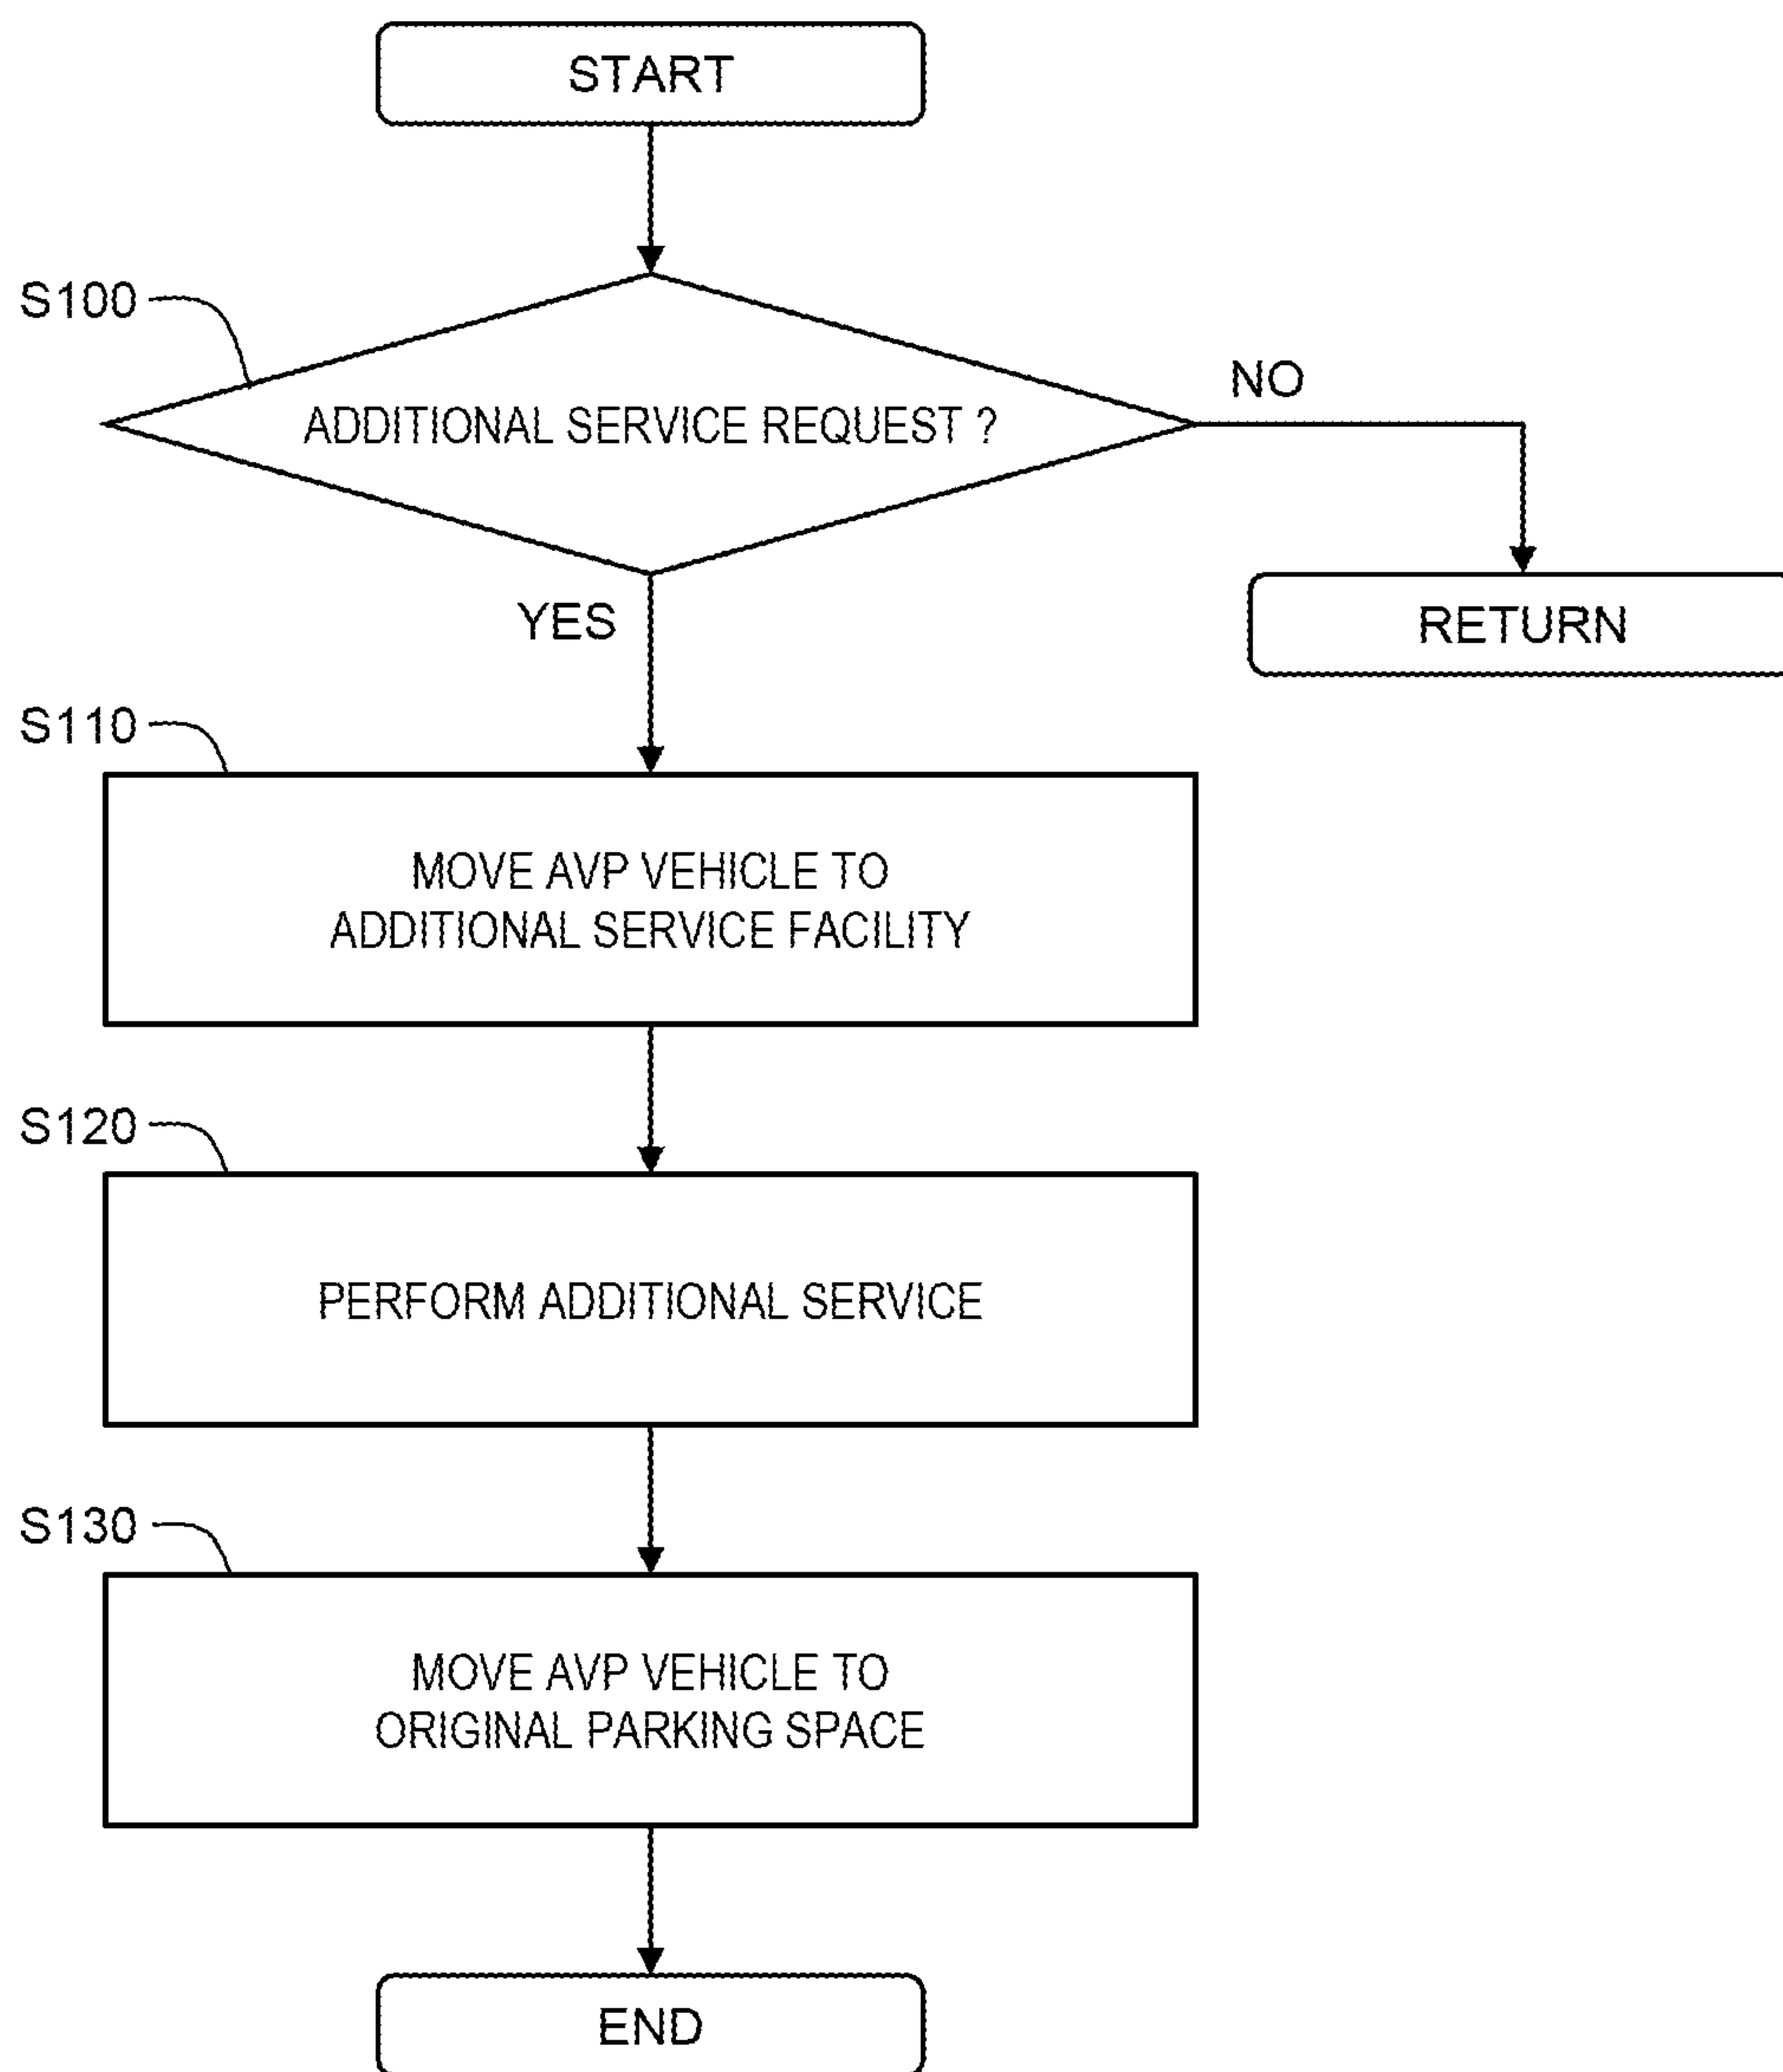 START
S100
ADDITIONAL SERVICE REQUEST ?
NO
YES
RETURN
S110
MOVE AVP VEHICLE TO
ADDITIONAL SERVICE FACILITY
S120
PERFORM ADDITIONAL SERVICE
S130
MOVE AVP VEHICLE TO
ORIGINAL PARKING SPACE
END